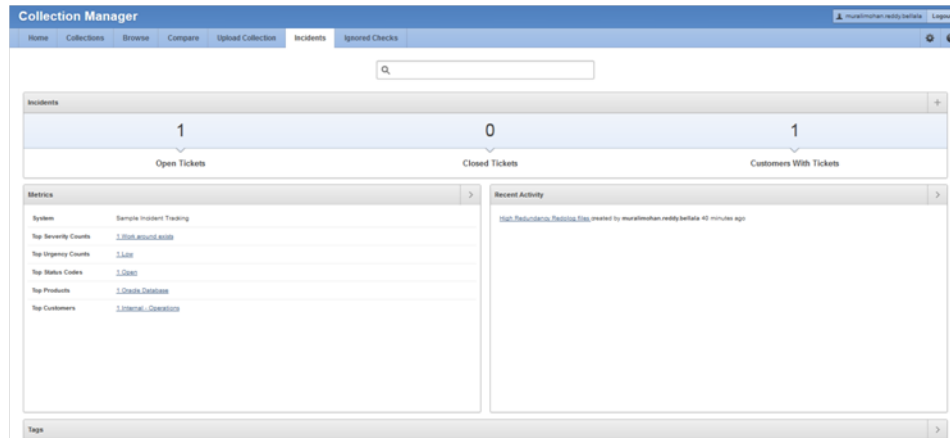 Collection Manager
muralimohan.reddy.bellala Logou
Home Collections Browse Compare Upload Collection Incidents Ignored Checks
Incidents
1 0 1
Open Tickets Closed Tickets Customers With Tickets
Metrics
System Sample Incident Tracking
Top Severity Counts 1 Work around exists
Top Urgency Counts 1 Low
Top Status Codes 1 Open
Top Products 1 Oracle Database
Top Customers 1 Internal - Operations
Recent Activity
High Redundancy Redolog files created by muralimohan.reddy.bellala 40 minutes ago
Tags